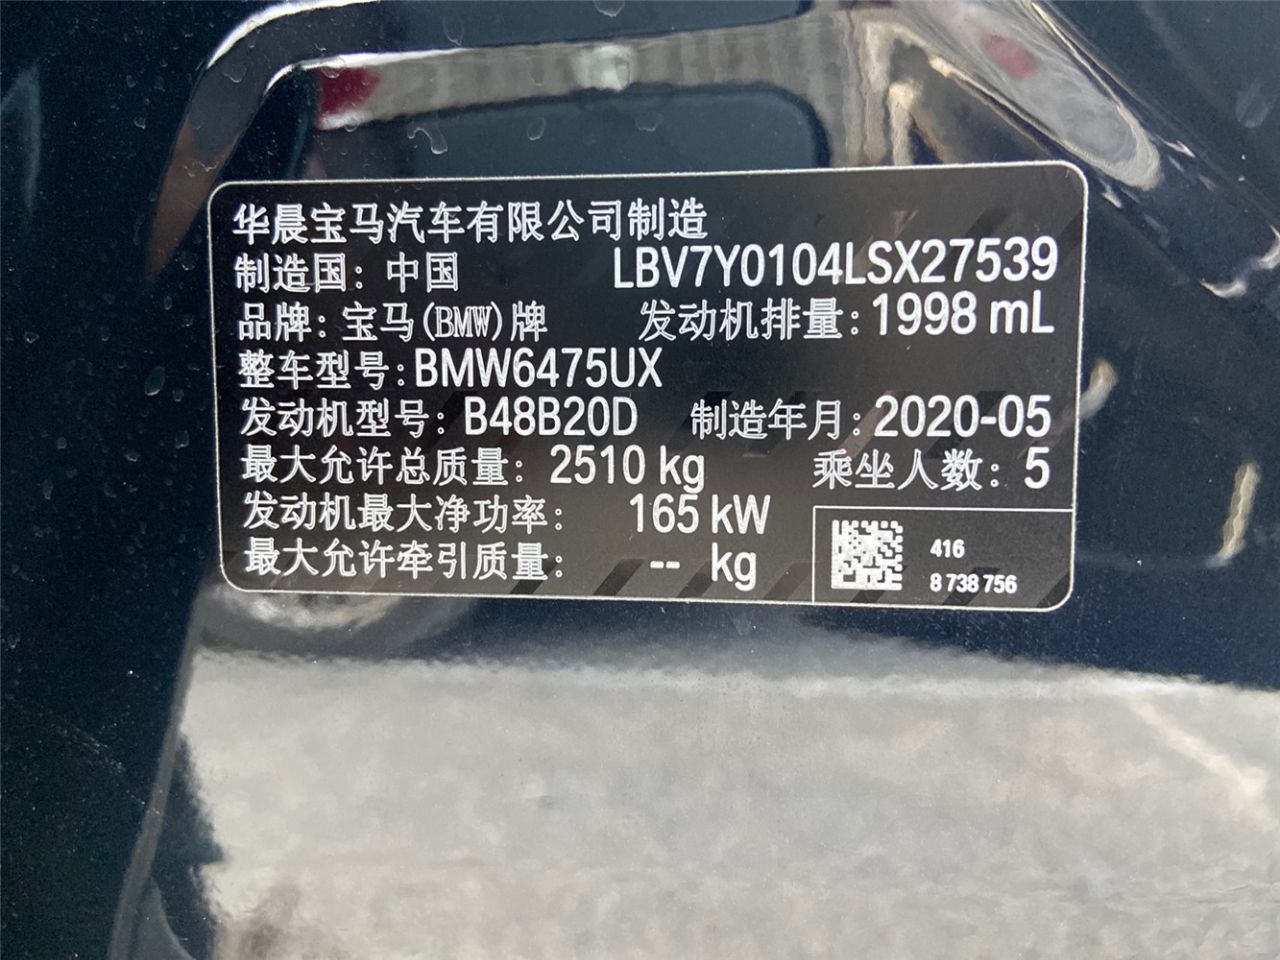 华晨宝马汽车有限公司制造
制造国：中国 LBV7Y0104LSX27539
品牌：宝马(BMW)牌 发动机排量：1998 mL
整车型号：BMW6475UX
发动机型号：B48B20D 制造年月：2020-05
最大允许总质量：2510 kg 乘坐人数：5
发动机最大净功率： 165 kW
最大允许牵引质量： -- kg
416
8 738 756